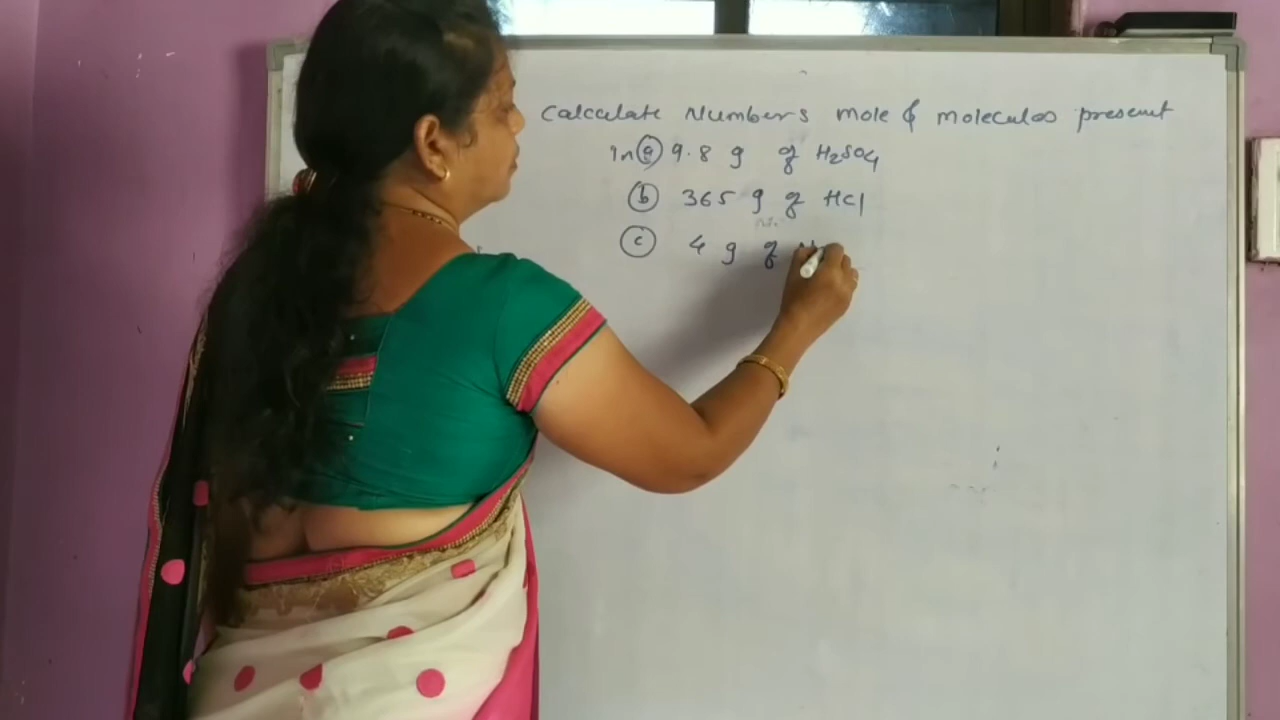 Calculate Numbers mole & molecules present
In (a) 9.8 g of H2SO4
(b) 365 g of HCl
(c) 4 g of